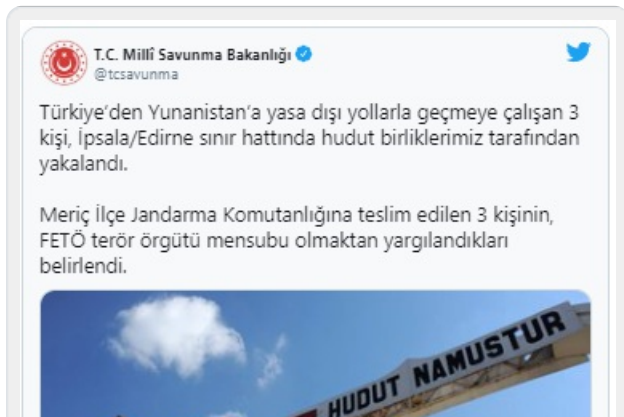 T.C. Millî Savunma Bakanlığı
@tcsavunma
Türkiye'den Yunanistan'a yasa dışı yollarla geçmeye çalışan 3
kişi, İpsala/Edirne sınır hattında hudut birliklerimiz tarafından
yakalandı.
Meriç İlçe Jandarma Komutanlığına teslim edilen 3 kişinin,
FETÖ terör örgütü mensubu olmaktan yargılandıkları
belirlendi.
HUDUT NAMUSTUR